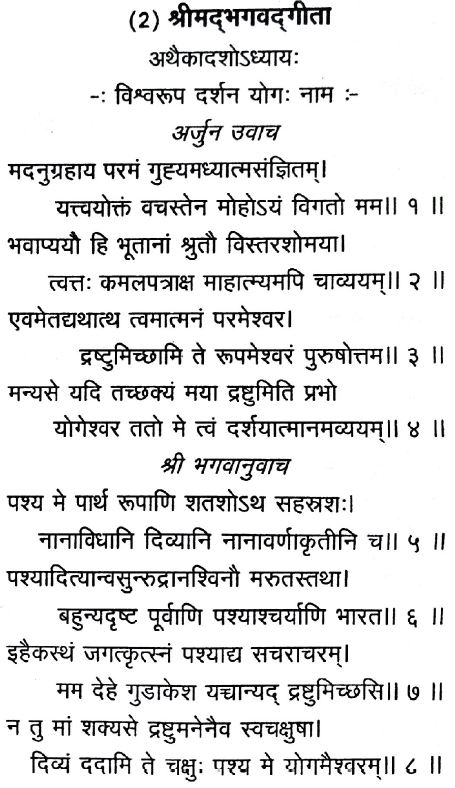 (2) श्रीमद्भगवद्गीता
अथैकादशोऽध्यायः
-: विश्वरूप दर्शन योगः नाम :-
अर्जुन उवाच
मदनुग्रहाय परमं गुह्यमध्यात्मसंज्ञितम्।
यत्त्वयोक्तं वचस्तेन मोहोऽयं विगतो मम॥ १ ॥
भवाप्ययौ हि भूतानां श्रुतौ विस्तरशोमया।
त्वत्तः कमलपत्राक्ष माहात्म्यमपि चाव्ययम्॥ २ ॥
एवमेतद्यथात्थ त्वमात्मनं परमेश्वर।
द्रष्टुमिच्छामि ते रूपमेश्वरं पुरुषोत्तम॥ ३ ॥
मन्यसे यदि तच्छक्यं मया द्रष्टुमिति प्रभो
योगेश्वर ततो मे त्वं दर्शयात्मानमव्ययम्॥ ४ ॥
श्री भगवानुवाच
पश्य मे पार्थ रूपाणि शतशोऽथ सहस्रशः।
नानाविधानि दिव्यानि नानावर्णाकृतीनि च॥ ५ ॥
पश्यादित्यान्वसुन्रुद्रानश्विनौ मरुतस्तथा।
बहुन्यदृष्ट पूर्वाणि पश्याश्चर्याणि भारत॥ ६ ॥
इहैकस्थं जगत्कृत्स्नं पश्याद्य सचराचरम्।
मम देहे गुडाकेश यच्चान्यद् द्रष्टुमिच्छसि॥ ७ ॥
न तु मां शक्यसे द्रष्टुमनेनैव स्वचक्षुषा।
दिव्यं ददामि ते चक्षुः पश्य मे योगमैश्वरम्॥ ८ ॥